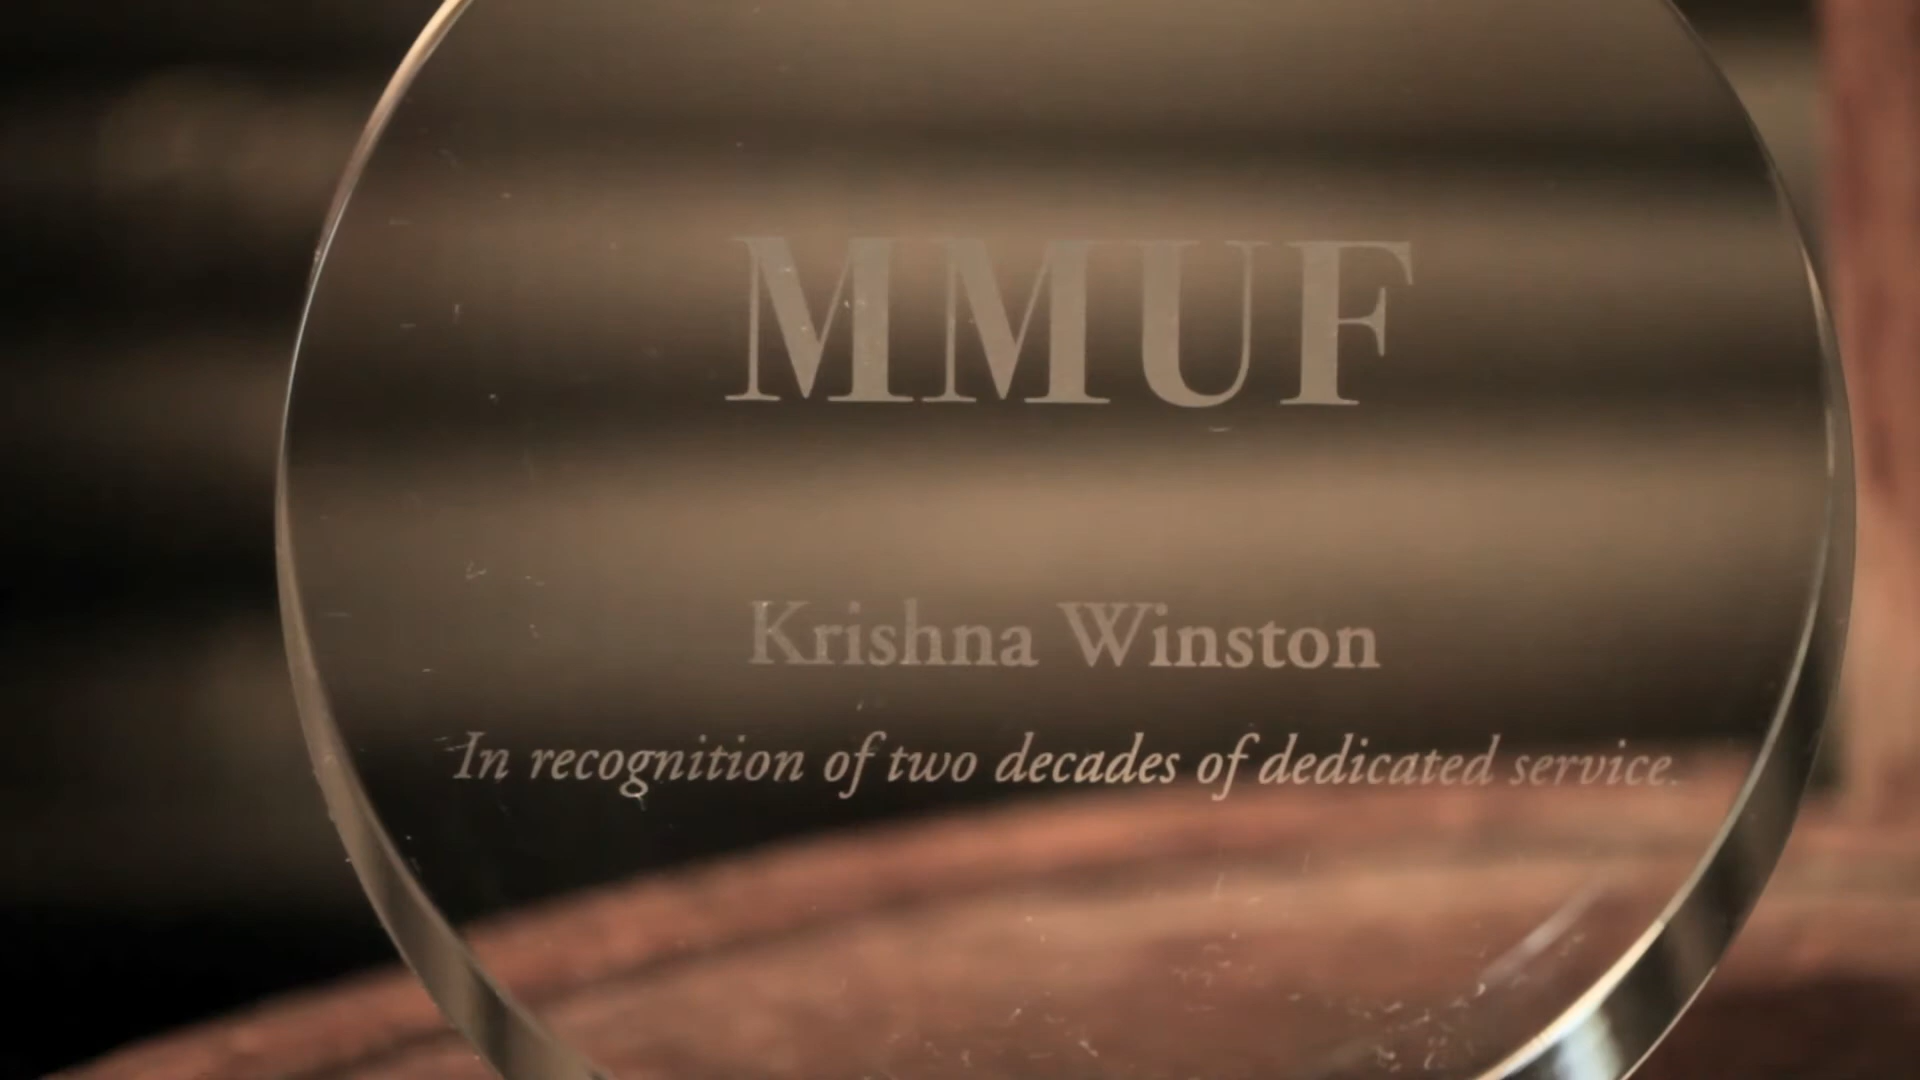 MMUF
Krishna Winston
In recognition of two decades of dedicated service.